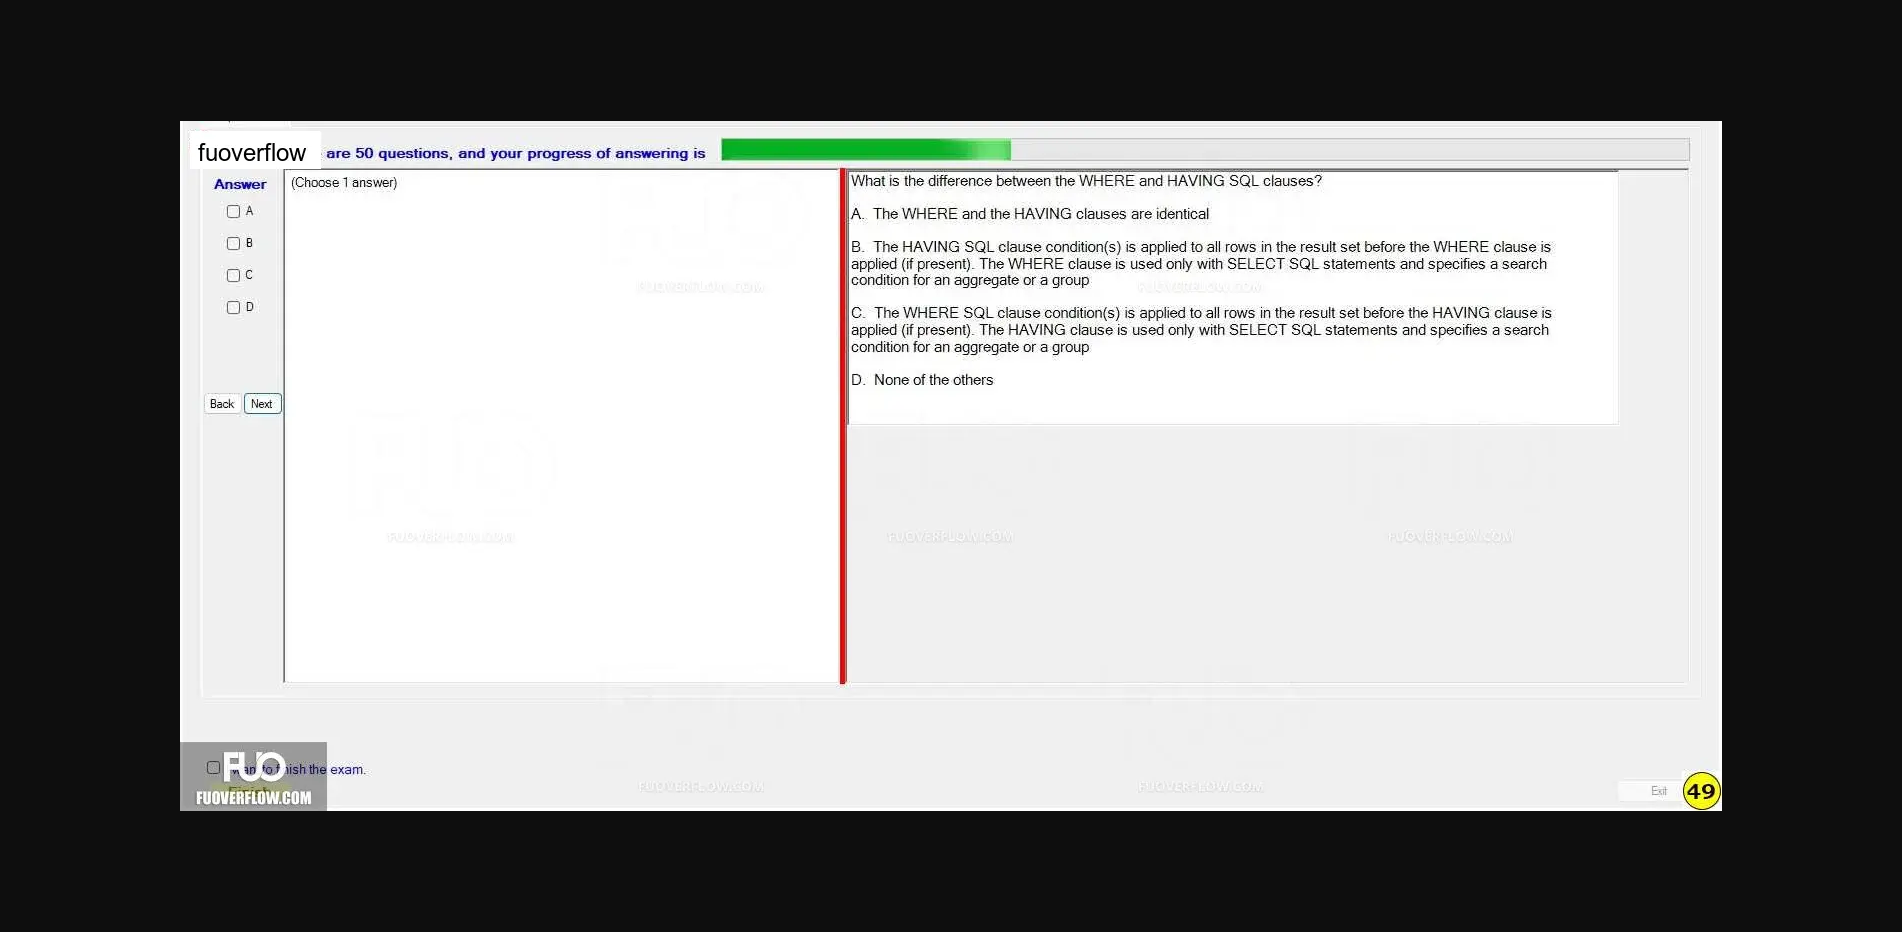 fuoverflow are 50 questions, and your progress of answering is
Answer
A
B
C
D
Back Next
(Choose 1 answer)
What is the difference between the WHERE and HAVING SQL clauses?
A. The WHERE and the HAVING clauses are identical
B. The HAVING SQL clause condition(s) is applied to all rows in the result set before the WHERE clause is
applied (if present). The WHERE clause is used only with SELECT SQL statements and specifies a search
condition for an aggregate or a group
C. The WHERE SQL clause condition(s) is applied to all rows in the result set before the HAVING clause is
applied (if present). The HAVING clause is used only with SELECT SQL statements and specifies a search
condition for an aggregate or a group
D. None of the others
FUOVERFLOW.COM
FUOVERFLOW.COM
FUOVERFLOW.COM
FUOVERFLOW.COM
FUOVERFLOW.COM
FUOVERFLOW.COM
FUOVERFLOW.COM
want to finish the exam.
Finish
FUO
FUOVERFLOW.COM
Exit
49